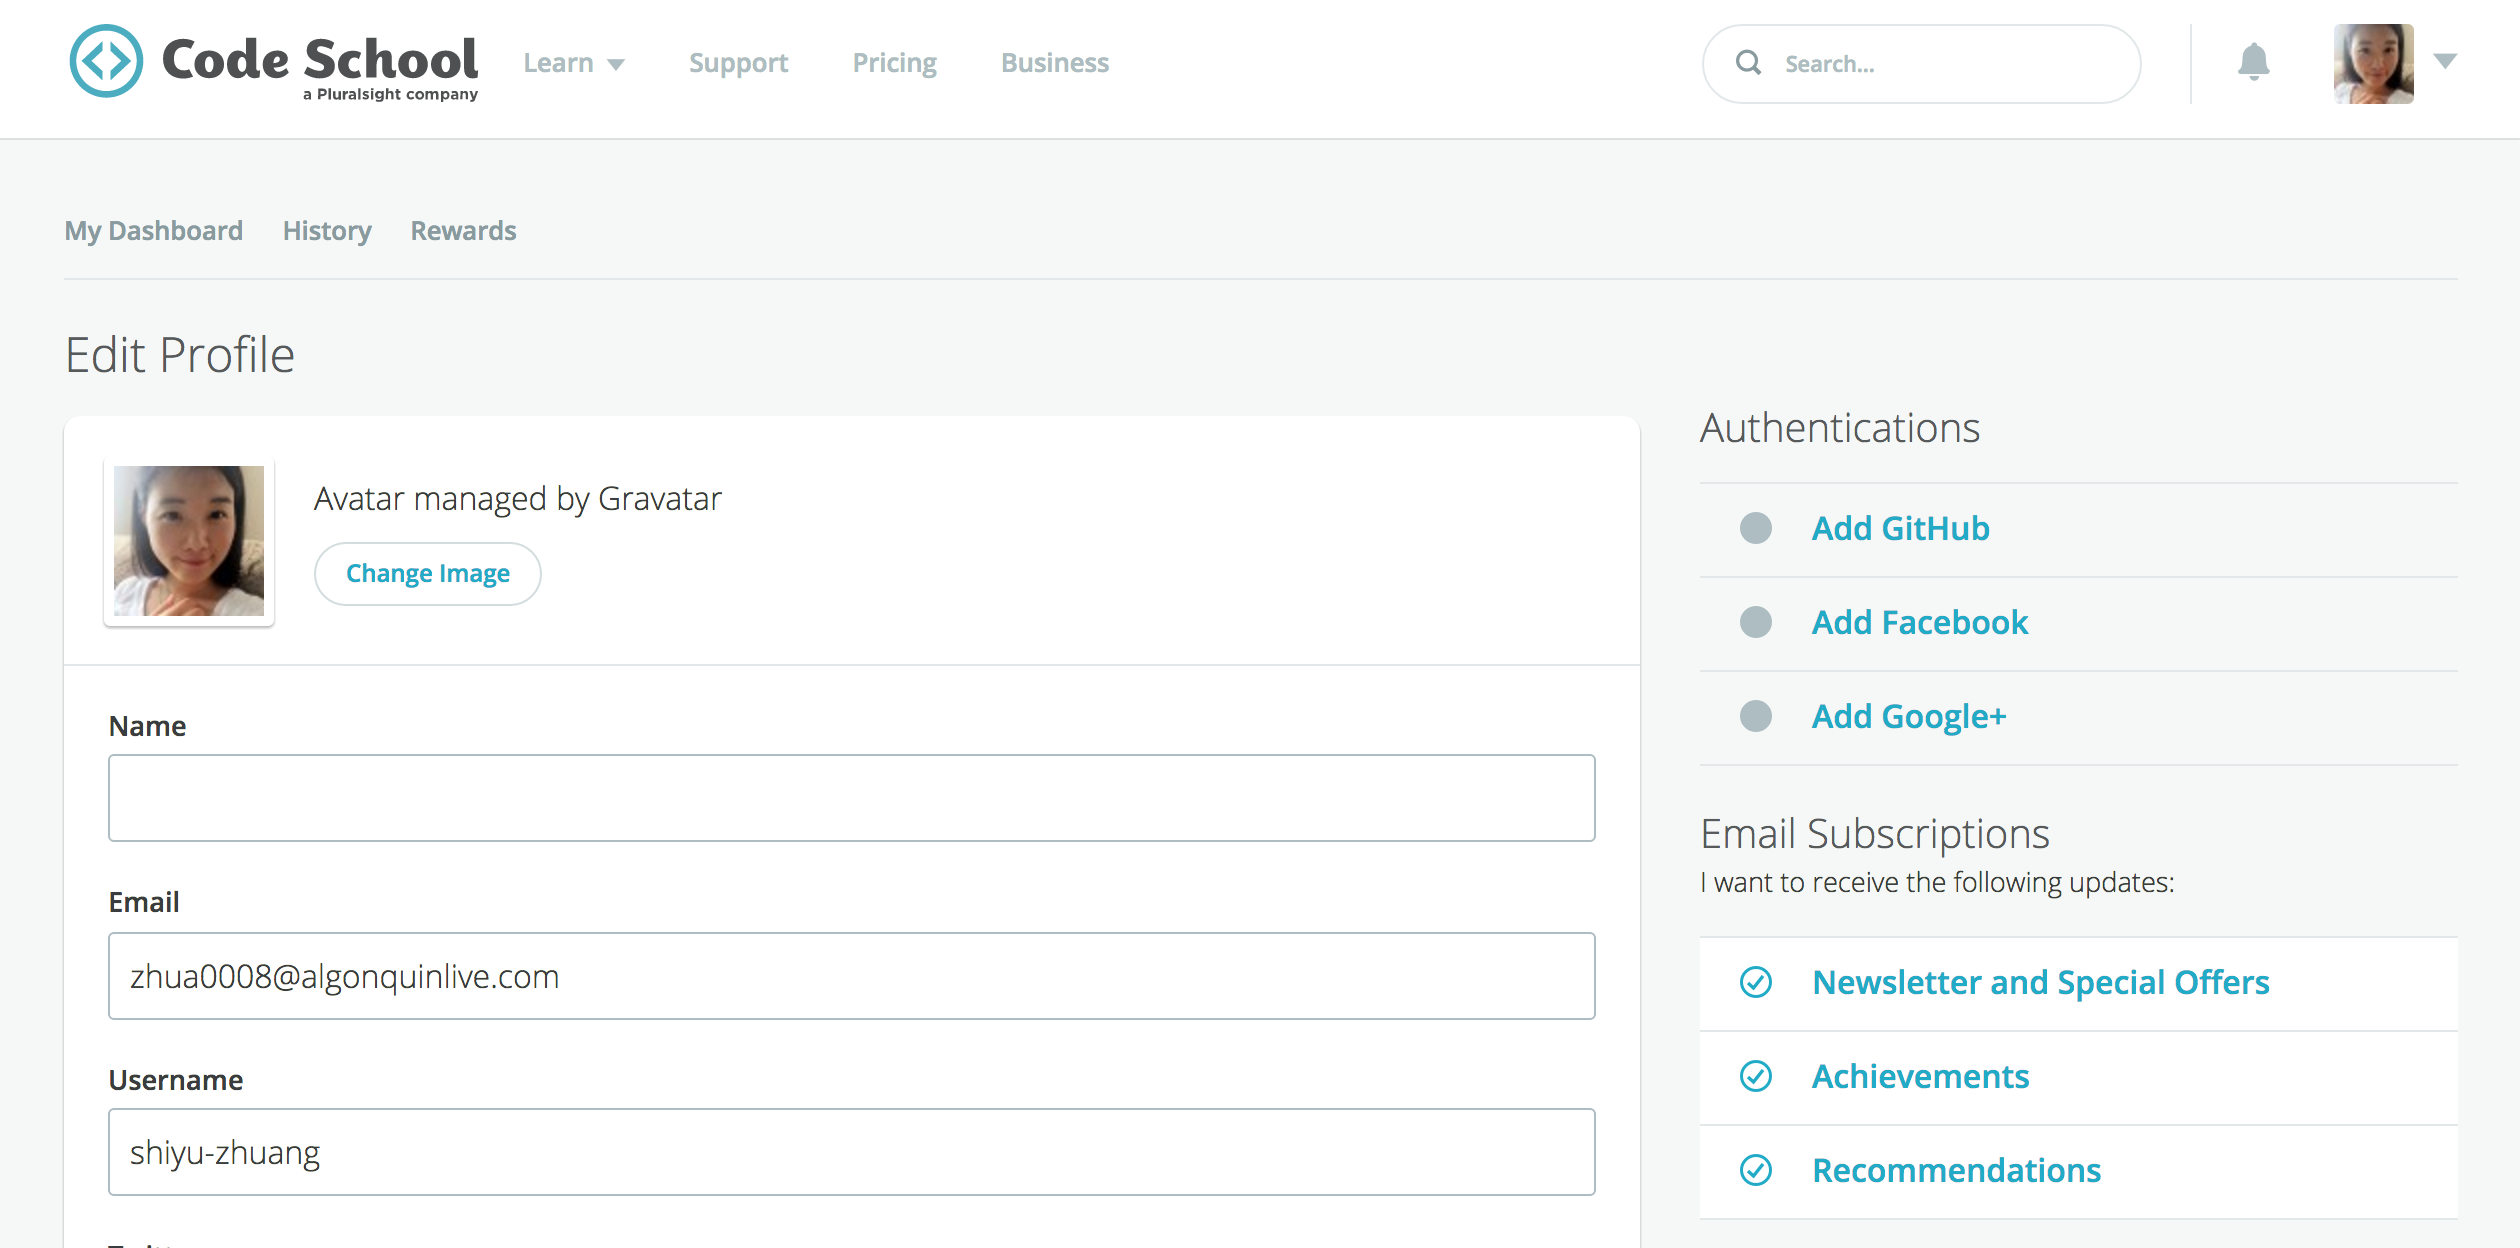 Code School
a Pluralsight company
Learn
Support
Pricing
Business
Search...
My Dashboard
History
Rewards
Edit Profile
Avatar managed by Gravatar
Change Image
Name
Email
zhua0008@algonquinlive.com
Username
shiyu-zhuang
Authentications
Add GitHub
Add Facebook
Add Google+
Email Subscriptions
I want to receive the following updates:
Newsletter and Special Offers
Achievements
Recommendations